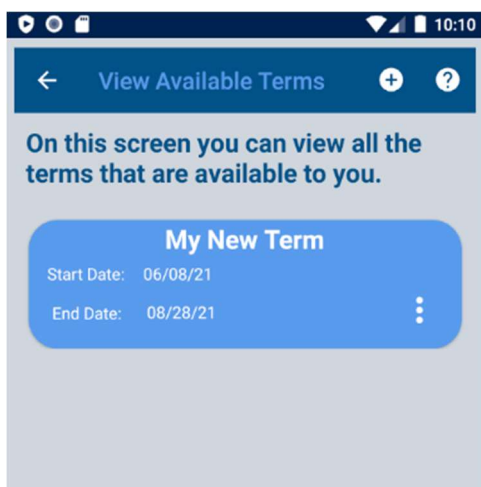 10:10
View Available Terms
On this screen you can view all the
terms that are available to you.
My New Term
Start Date: 06/08/21
End Date: 08/28/21